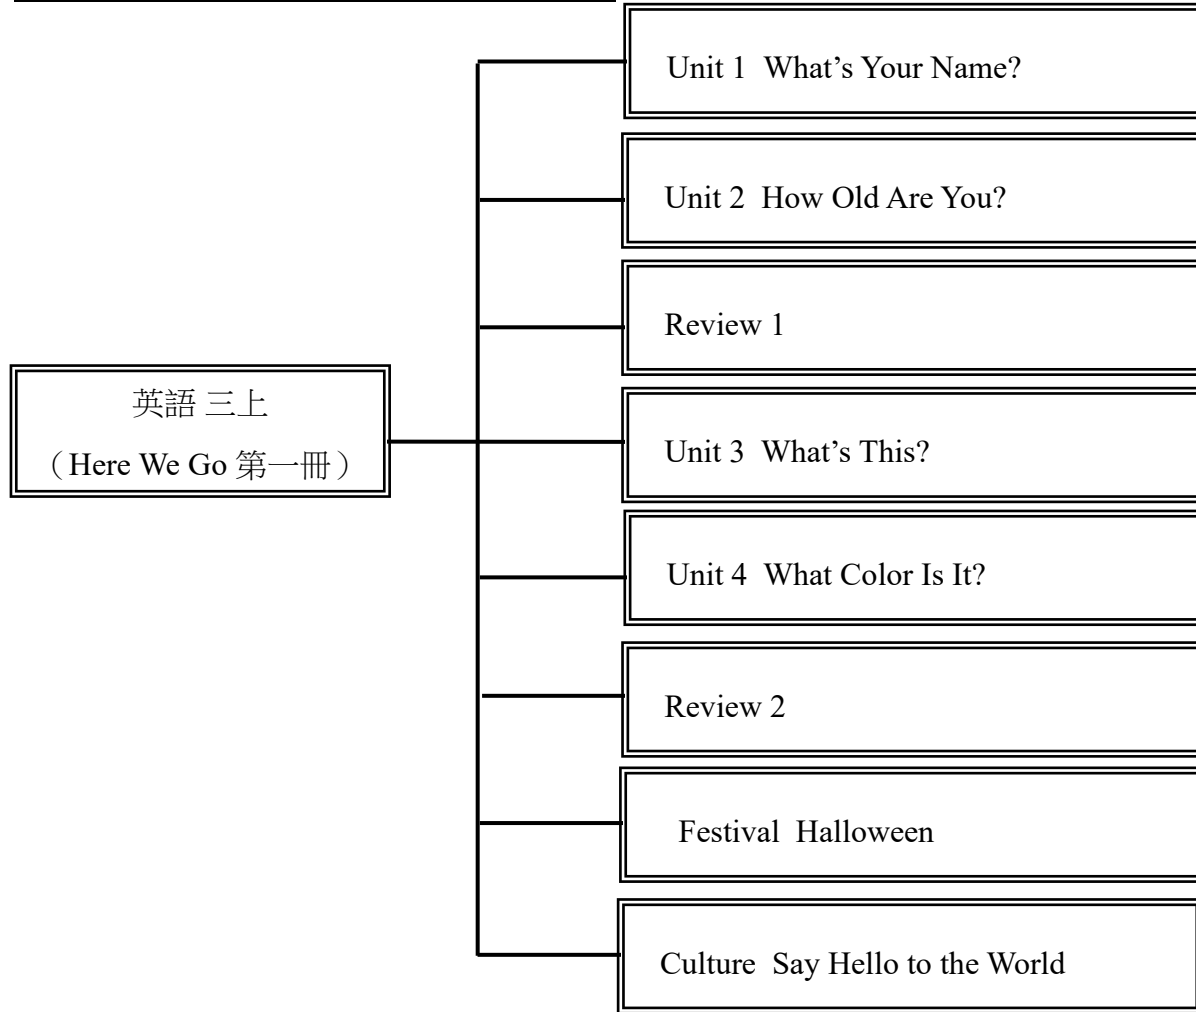 Unit 1  What's Your Name?
Unit 2  How Old Are You?
Review 1
英語 三上
（Here We Go 第一冊）
Unit 3  What's This?
Unit 4  What Color Is It?
Review 2
Festival  Halloween
Culture  Say Hello to the World